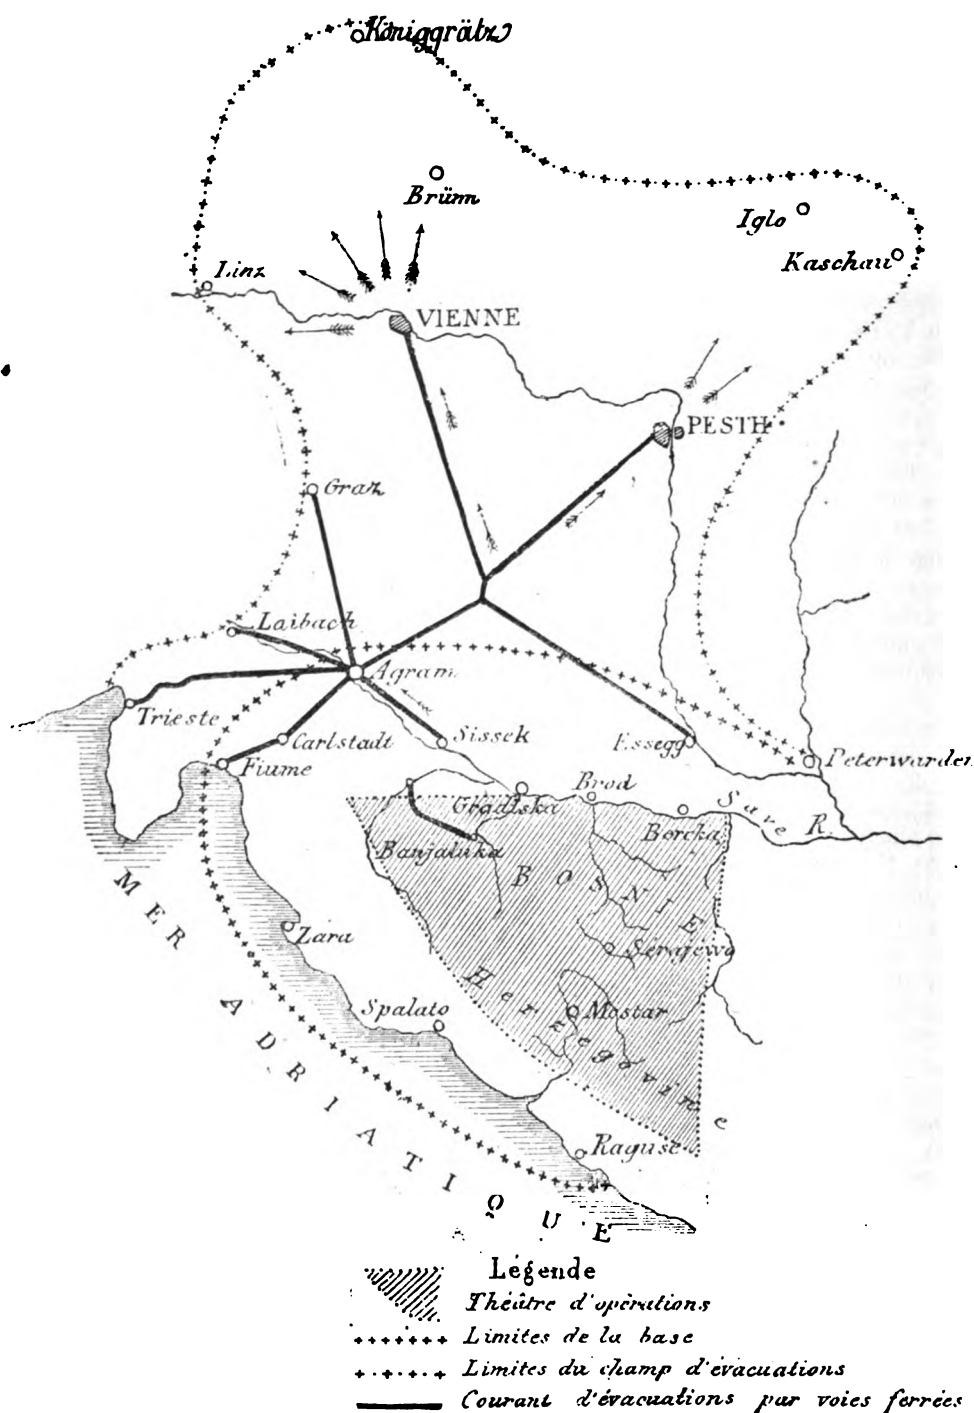 Königgrätz
Brünn
Iglo
Kaschau
Linz
VIENNE
PESTH
Graz
Laibach
Agram
Trieste
Carlstadt
Sissek
Essegg
Fiume
Peterwarden
Brod
Gradiska
Save R.
Bercka
Banjaluka
BOSNIE
MER ADRIATIQUE
Zara
Serajewo
Herzegovine
Spalato
Mostar
Raguse
Légende
Théâtre d'opérations
Limites de la base
Limites du champ d'évacuations
Courant d'évacuations par voies ferrées